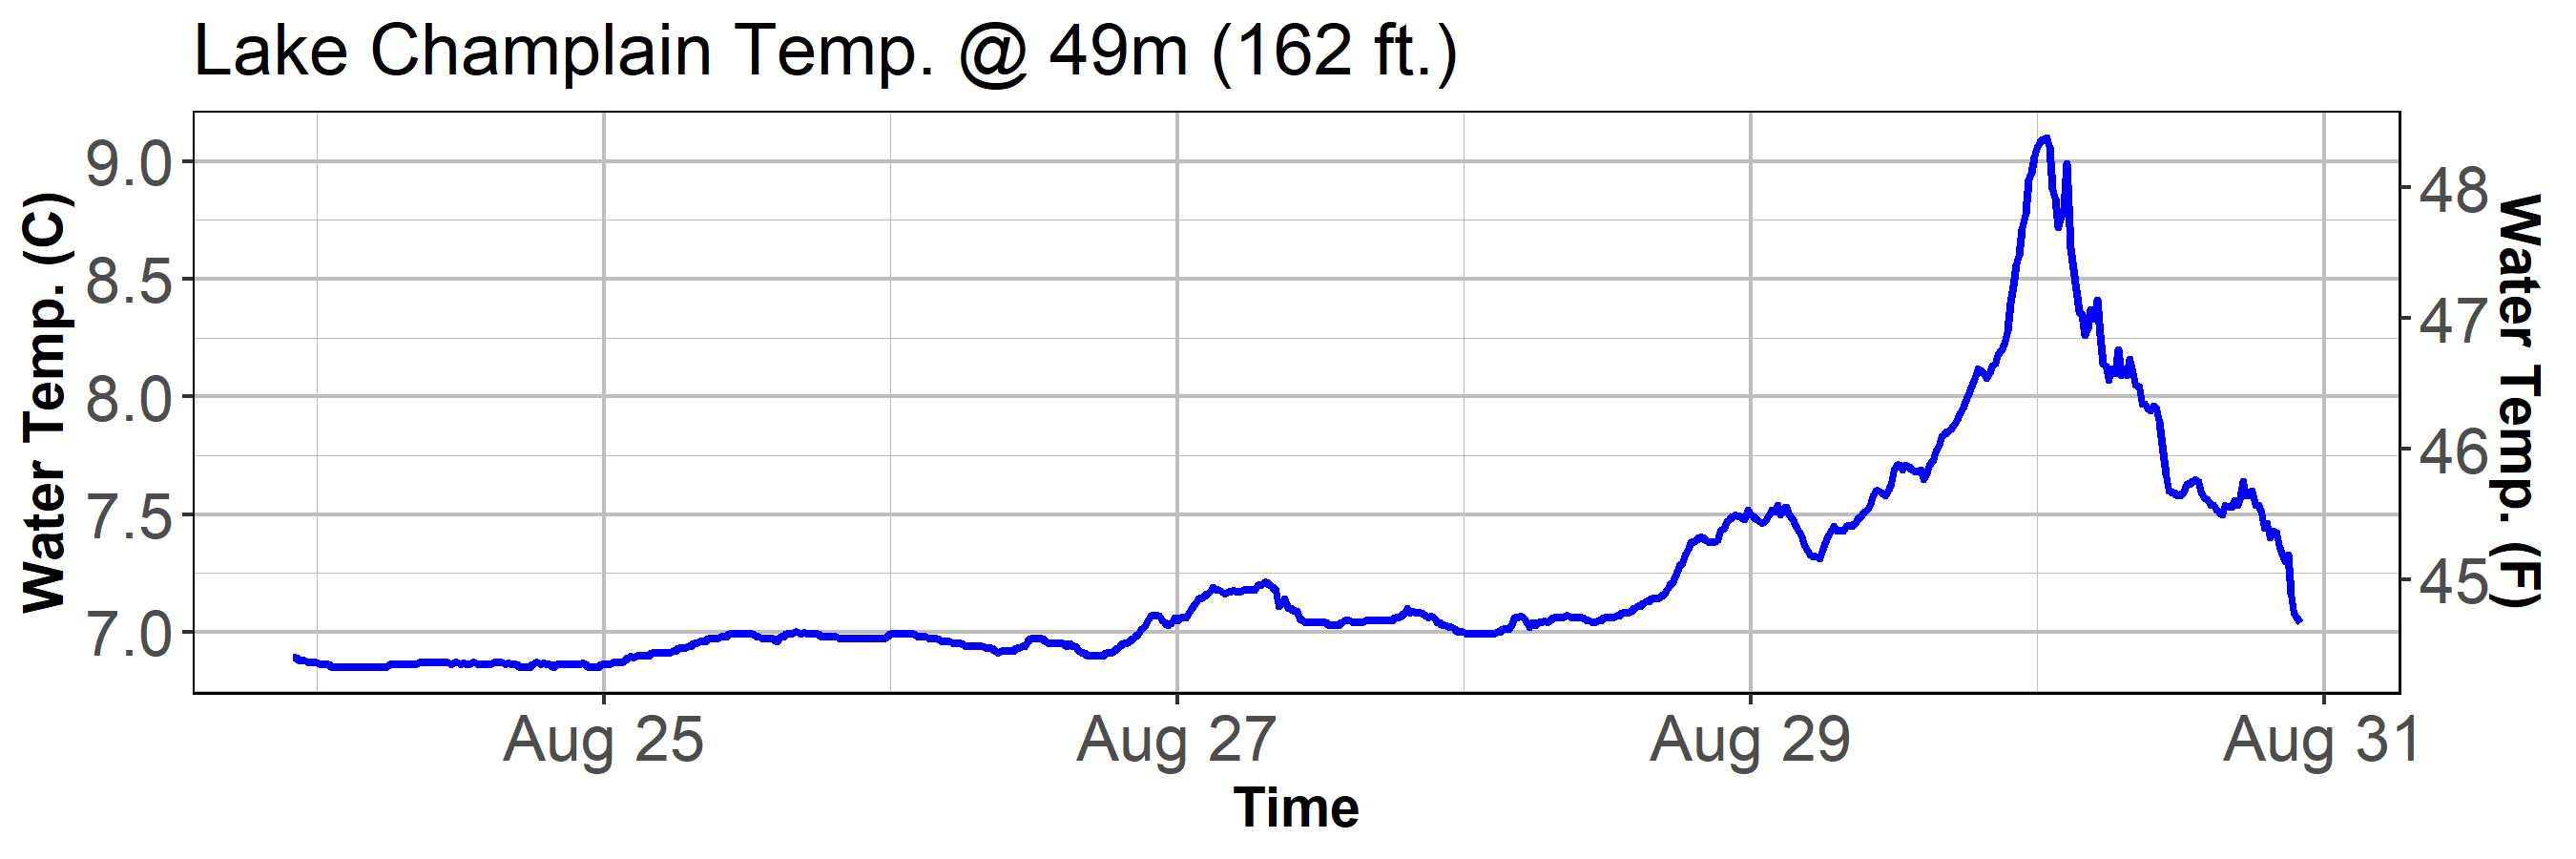 Lake Champlain Temp. @ 49m (162 ft.)
Water Temp. (C)
9.0
8.5
8.0
7.5
7.0
48
47
46
45
Water Temp. (F)
Aug 25 Aug 27 Aug 29 Aug 31
Time